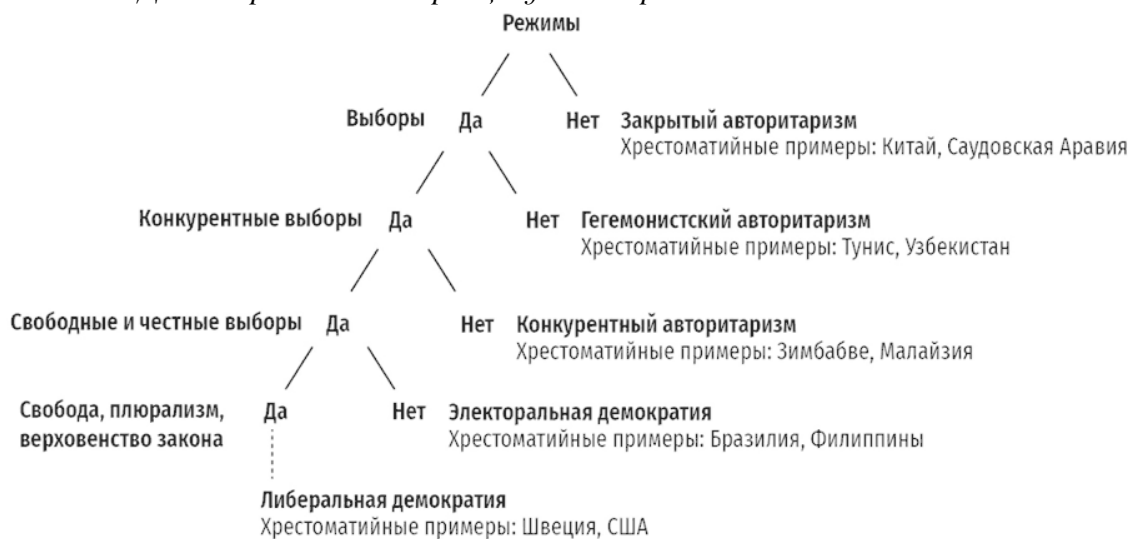 Режимы
Выборы Да Нет Закрытый авторитаризм
Хрестоматийные примеры: Китай, Саудовская Аравия
Конкурентные выборы Да Нет Гегемонистский авторитаризм
Хрестоматийные примеры: Тунис, Узбекистан
Свободные и честные выборы Да Нет Конкурентный авторитаризм
Хрестоматийные примеры: Зимбабве, Малайзия
Свобода, плюрализм, Да Нет Электоральная демократия
верховенство закона Хрестоматийные примеры: Бразилия, Филиппины
Либеральная демократия
Хрестоматийные примеры: Швеция, США